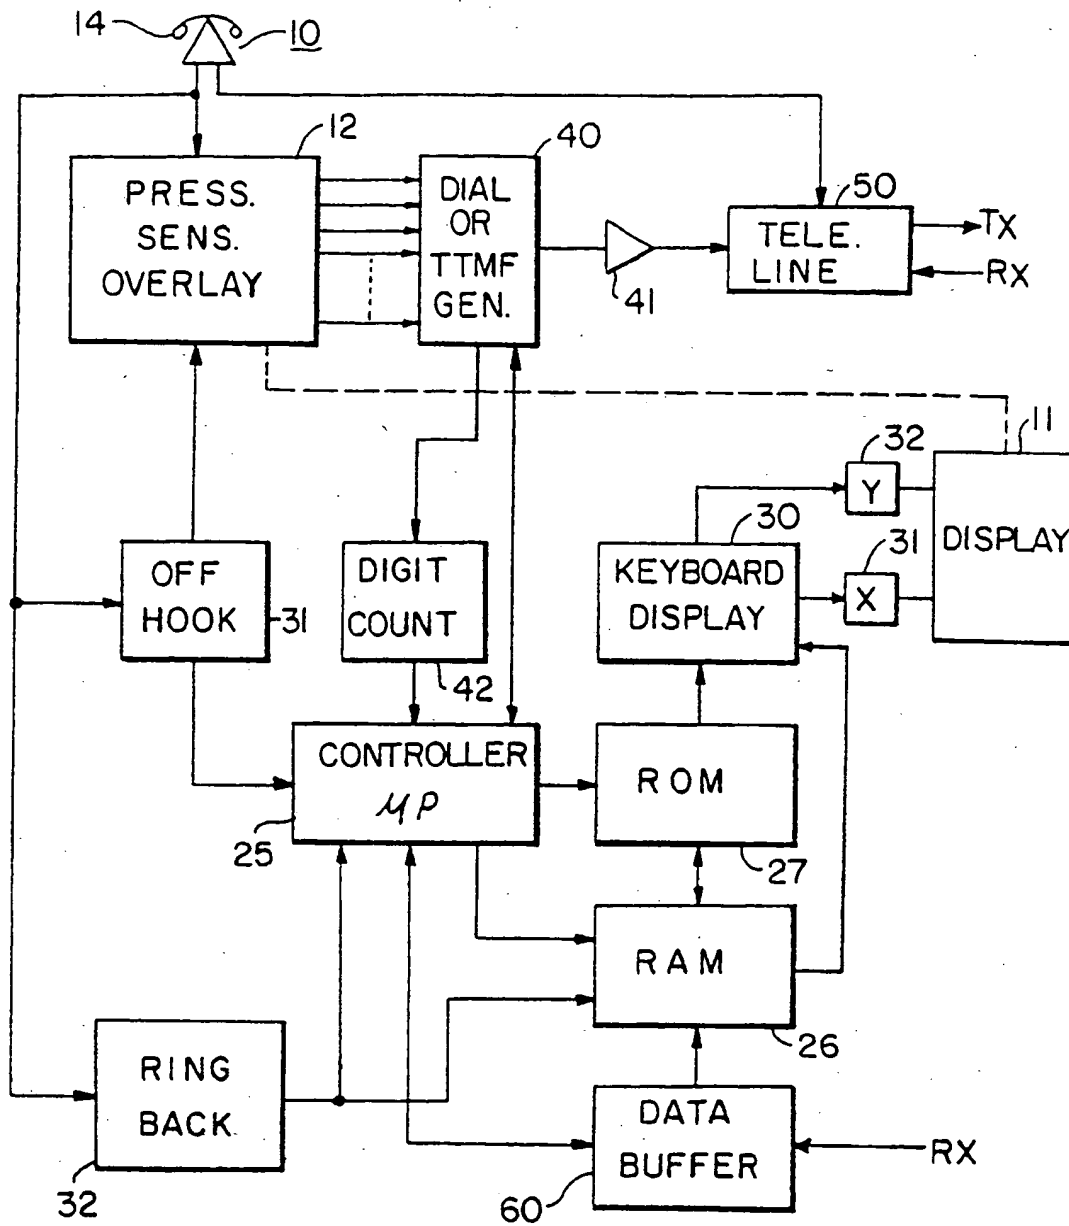 14
10
12
PRESS.
SENS.
OVERLAY
40
DIAL
OR
TTMF
GEN.
41
50
TELE.
LINE
TX
RX
11
DISPLAY
32
Y
31
X
30
KEYBOARD
DISPLAY
OFF
HOOK
31
DIGIT
COUNT
42
CONTROLLER
μP
25
ROM
27
RAM
26
RING
BACK
32
DATA
BUFFER
60
RX